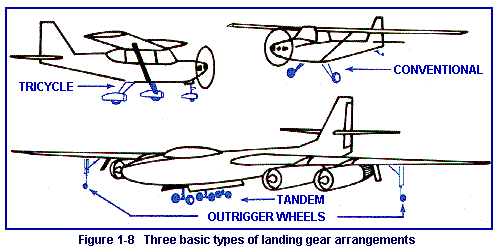 TRICYCLE
CONVENTIONAL
TANDEM
OUTRIGGER WHEELS
Figure 1-8 Three basic types of landing gear arrangements